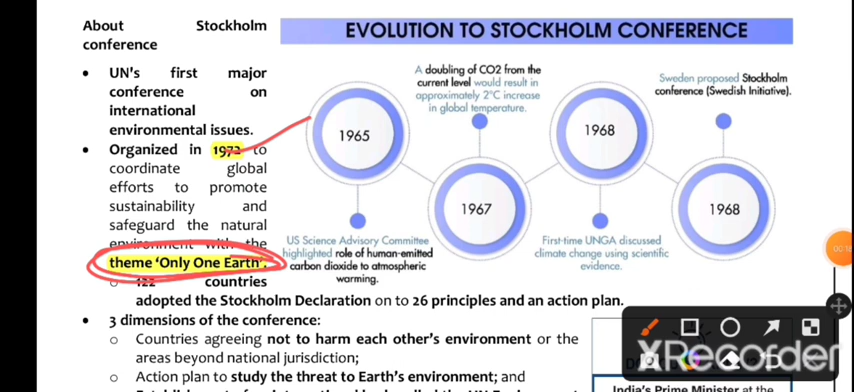 About Stockholm
conference
• UN's first major
conference on
international
environmental issues.
• Organized in 1972 to
coordinate global
efforts to promote
sustainability and
safeguard the natural
environment with the
theme 'Only One Earth'.
o 122 countries
adopted the Stockholm Declaration on to 26 principles and an action plan.
• 3 dimensions of the conference:
o Countries agreeing not to harm each other's environment or the
areas beyond national jurisdiction;
o Action plan to study the threat to Earth's environment; and
EVOLUTION TO STOCKHOLM CONFERENCE
1965
US Science Advisory Committee
highlighted role of human-emitted
carbon dioxide to atmospheric
warming.
A doubling of CO2 from the
current level would result in
approximately 2°C increase
in global temperature.
1967
1968
First-time UNGA discussed
climate change using scientific
evidence.
Sweden proposed Stockholm
conference (Swedish Initiative).
1968
00:18
XRecorder
India's Prime Minister at the